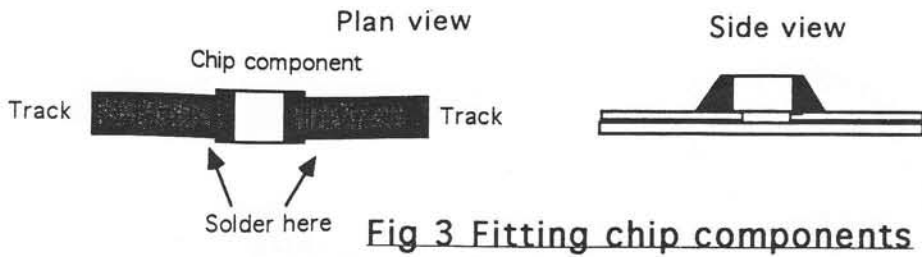 Plan view
Side view
Chip component
Track
Track
Solder here
Fig 3 Fitting chip components